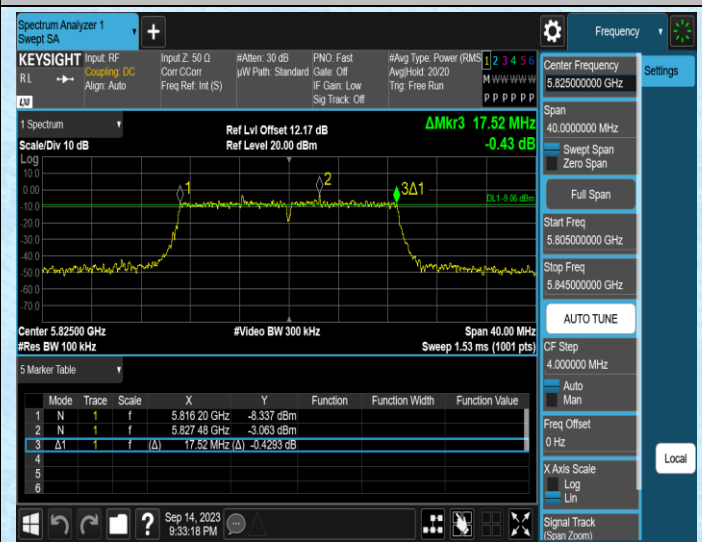 Spectrum Analyzer 1
Swept SA
+
Frequency
KEYSIGHT
RL
LXI
Input: RF
Coupling: DC
Align: Auto
Input Z: 50 Ω
Corr CCorr
Freq Ref: Int (S)
#Atten: 30 dB
µW Path: Standard
PNO: Fast
Gate: Off
IF Gain: Low
Sig Track: Off
#Avg Type: Power (RMS
Avg|Hold: 20/20
Trig: Free Run
1 2 3 4 5 6
M W W W W W
P P P P P P
1 Spectrum
Scale/Div 10 dB
Ref Lvl Offset 12.17 dB
Ref Level 20.00 dBm
ΔMkr3 17.52 MHz
-0.43 dB
Log
10.0
0.00
-10.0
-20.0
-30.0
-40.0
-50.0
-60.0
-70.0
1
2
3Δ1
DL1 -9.06 dBm
Center 5.82500 GHz
#Res BW 100 kHz
#Video BW 300 kHz
Span 40.00 MHz
Sweep 1.53 ms (1001 pts)
5 Marker Table
Mode Trace Scale X Y Function Function Width Function Value
1 N 1 f 5.816 20 GHz -8.337 dBm
2 N 1 f 5.827 48 GHz -3.063 dBm
3 Δ1 1 f (Δ) 17.52 MHz (Δ) -0.4293 dB
4
5
6
Sep 14, 2023
9:33:18 PM
Center Frequency
5.825000000 GHz
Span
40.0000000 MHz
Swept Span
Zero Span
Full Span
Start Freq
5.805000000 GHz
Stop Freq
5.845000000 GHz
AUTO TUNE
CF Step
4.000000 MHz
Auto
Man
Freq Offset
0 Hz
X Axis Scale
Log
Lin
Signal Track
(Span Zoom)
Settings
Local